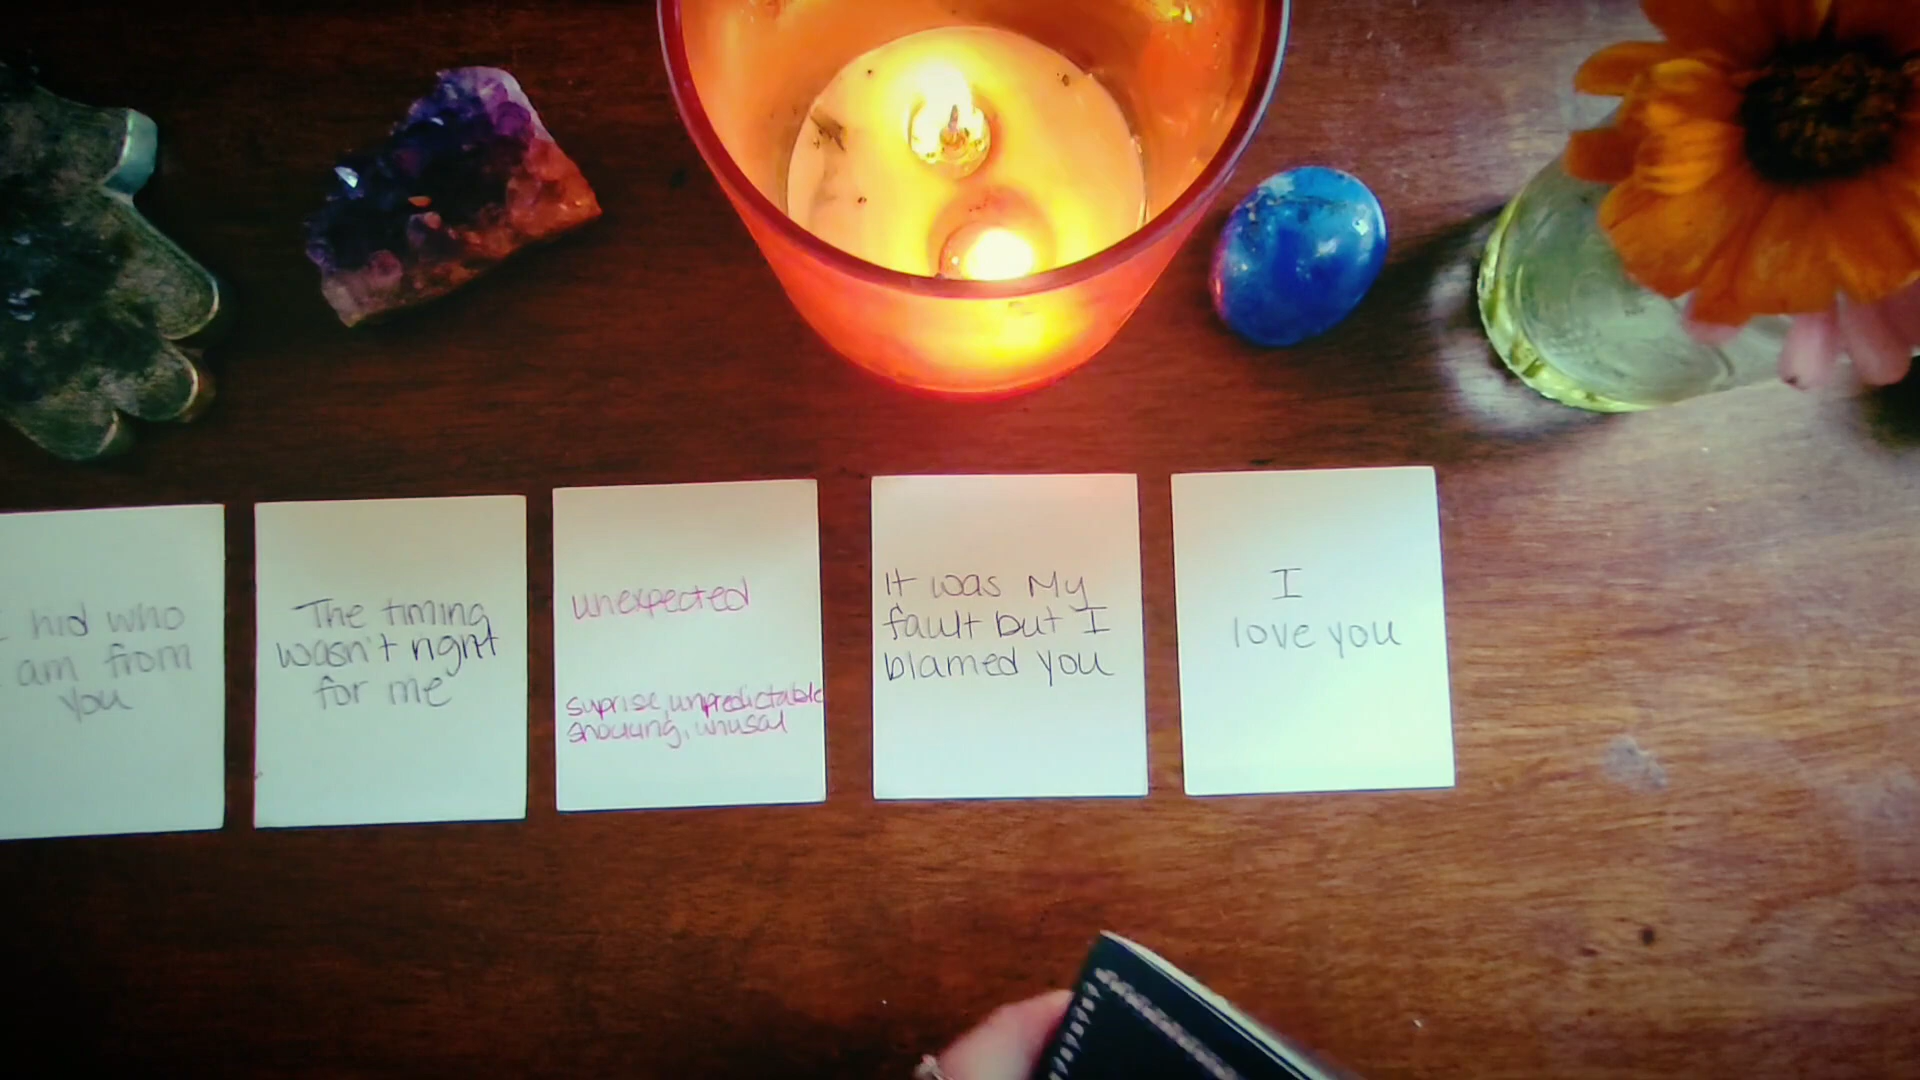 I hid who
I am from
you
The timing
wasn't right
for me
unexpected
suprise, unpredictable
shocking, unusal
It was My
fault but I
blamed you
I
love you